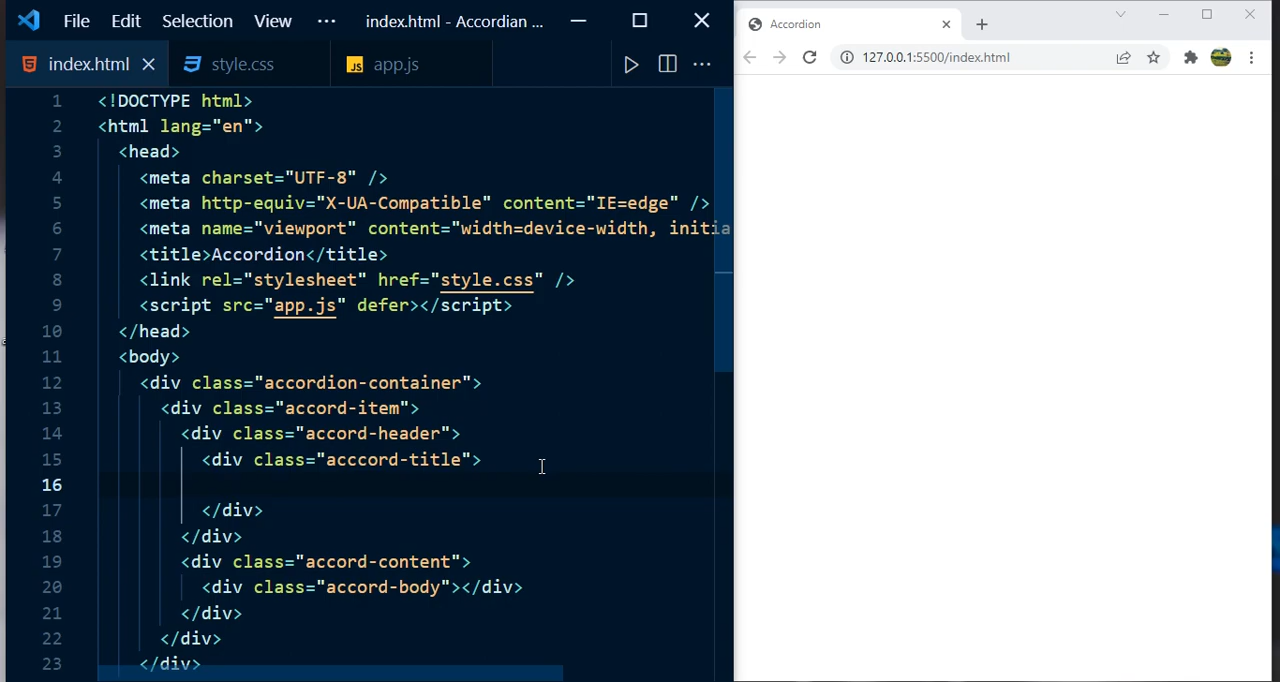 File Edit Selection View ··· index.html - Accordian ...
index.html style.css app.js
1 <!DOCTYPE html>
2 <html lang="en">
3 <head>
4 <meta charset="UTF-8" />
5 <meta http-equiv="X-UA-Compatible" content="IE=edge" />
6 <meta name="viewport" content="width=device-width, initia
7 <title>Accordion</title>
8 <link rel="stylesheet" href="style.css" />
9 <script src="app.js" defer></script>
10 </head>
11 <body>
12 <div class="accordion-container">
13 <div class="accord-item">
14 <div class="accord-header">
15 <div class="acccord-title">
16
17 </div>
18 </div>
19 <div class="accord-content">
20 <div class="accord-body"></div>
21 </div>
22 </div>
23 </div>
Accordion
127.0.0.1:5500/index.html